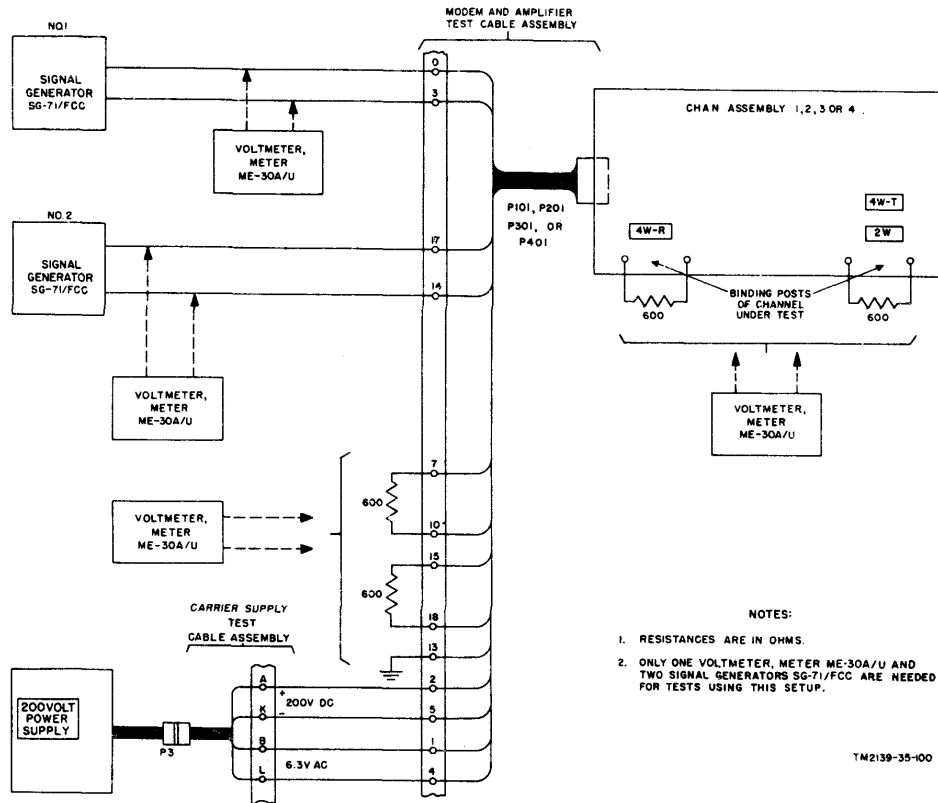 MODEM AND AMPLIFIER
TEST CABLE ASSEMBLY
NO.1
SIGNAL
GENERATOR
SG-71/FCC
0
3
VOLTMETER,
METER
ME-30A/U
CHAN ASSEMBLY 1,2,3 OR 4
P101, P201
P301, OR
P401
4W-R
4W-T
2W
BINDING POSTS
OF CHANNEL
UNDER TEST
600
600
NO.2
SIGNAL
GENERATOR
SG-71/FCC
17
14
VOLTMETER,
METER
ME-30A/U
VOLTMETER,
METER
ME-30A/U
VOLTMETER,
METER
ME-30A/U
7
600
10
15
600
18
13
CARRIER SUPPLY
TEST
CABLE ASSEMBLY
200VOLT
POWER
SUPPLY
P3
A
+
200V DC
2
K
-
5
B
1
L
6.3V AC
4
NOTES:
1. RESISTANCES ARE IN OHMS.
2. ONLY ONE VOLTMETER, METER ME-30A/U AND
TWO SIGNAL GENERATORS SG-71/FCC ARE NEEDED
FOR TESTS USING THIS SETUP.
TM2139-35-100